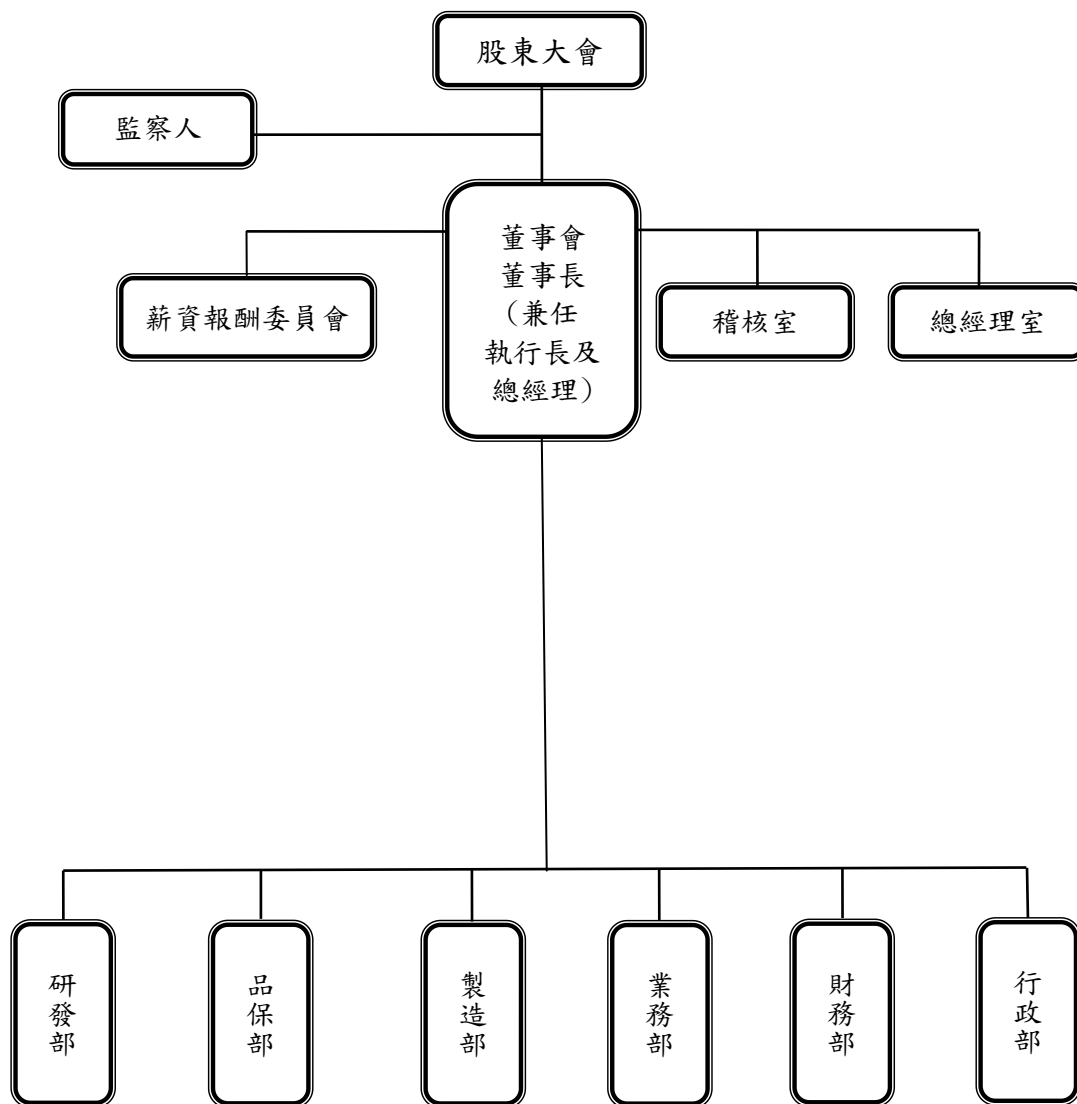 股東大會
監察人
董事會
董事長
（兼任
執行長及
總經理）
薪資報酬委員會
稽核室
總經理室
研發部
品保部
製造部
業務部
財務部
行政部